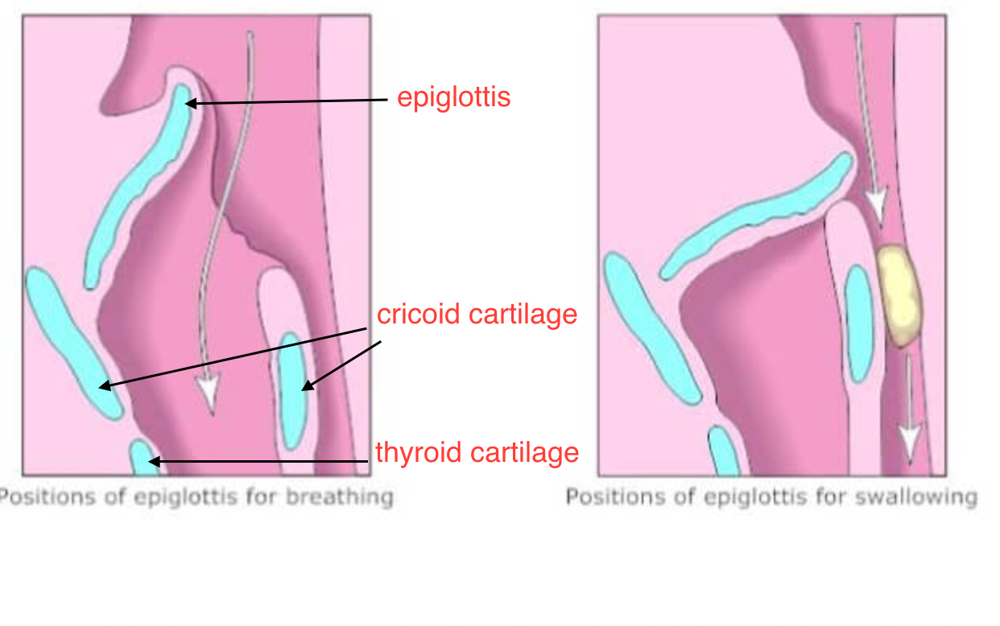 epiglottis
cricoid cartilage
thyroid cartilage
Positions of epiglottis for breathing
Positions of epiglottis for swallowing